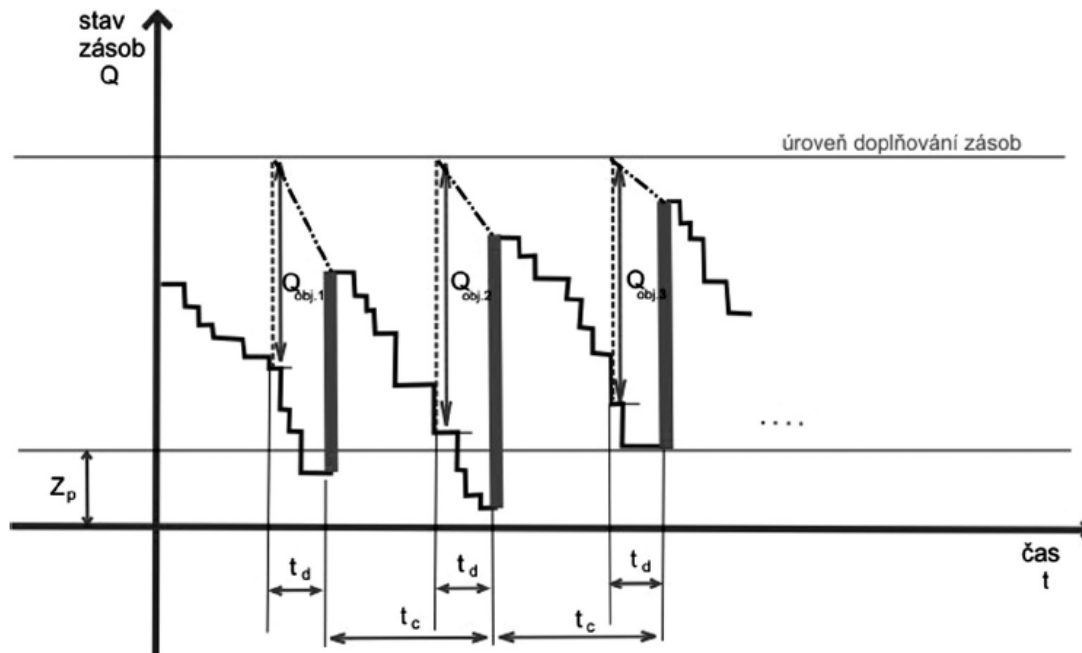 stav
zásob
Q
úroveň doplňování zásob
Q obj.1
Q obj.2
Q obj.3
....
Z p
čas
t
t d
t d
t d
t c
t c